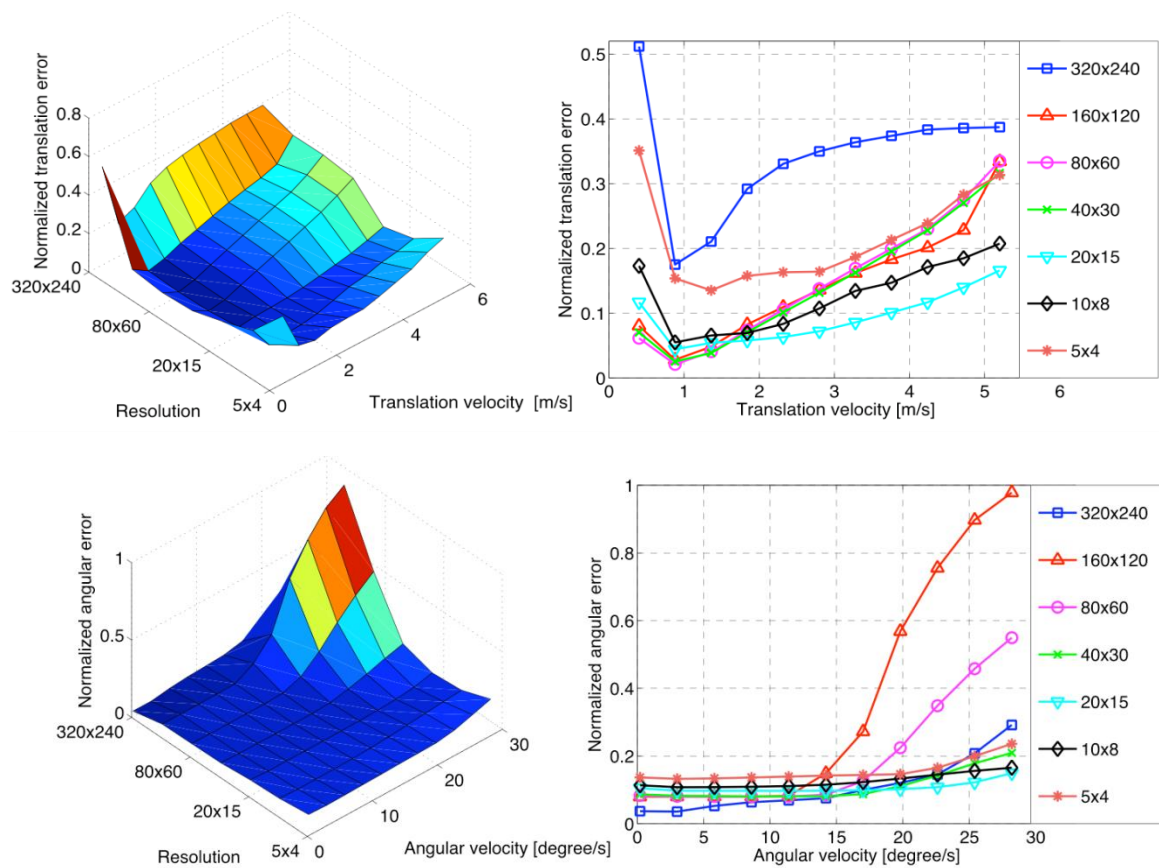 Normalized translation error
0.8
0.6
0.4
0.2
0
320x240
80x60
20x15
5x4
Resolution
0
2
4
6
Translation velocity [m/s]
Normalized translation error
0.5
0.4
0.3
0.2
0.1
0
0
1
2
3
4
5
6
Translation velocity [m/s]
320x240
160x120
80x60
40x30
20x15
10x8
5x4
Normalized angular error
1
0.5
0
320x240
80x60
20x15
5x4
Resolution
0
10
20
30
Angular velocity [degree/s]
Normalized angular error
1
0.8
0.6
0.4
0.2
0
0
5
10
15
20
25
30
Angular velocity [degree/s]
320x240
160x120
80x60
40x30
20x15
10x8
5x4